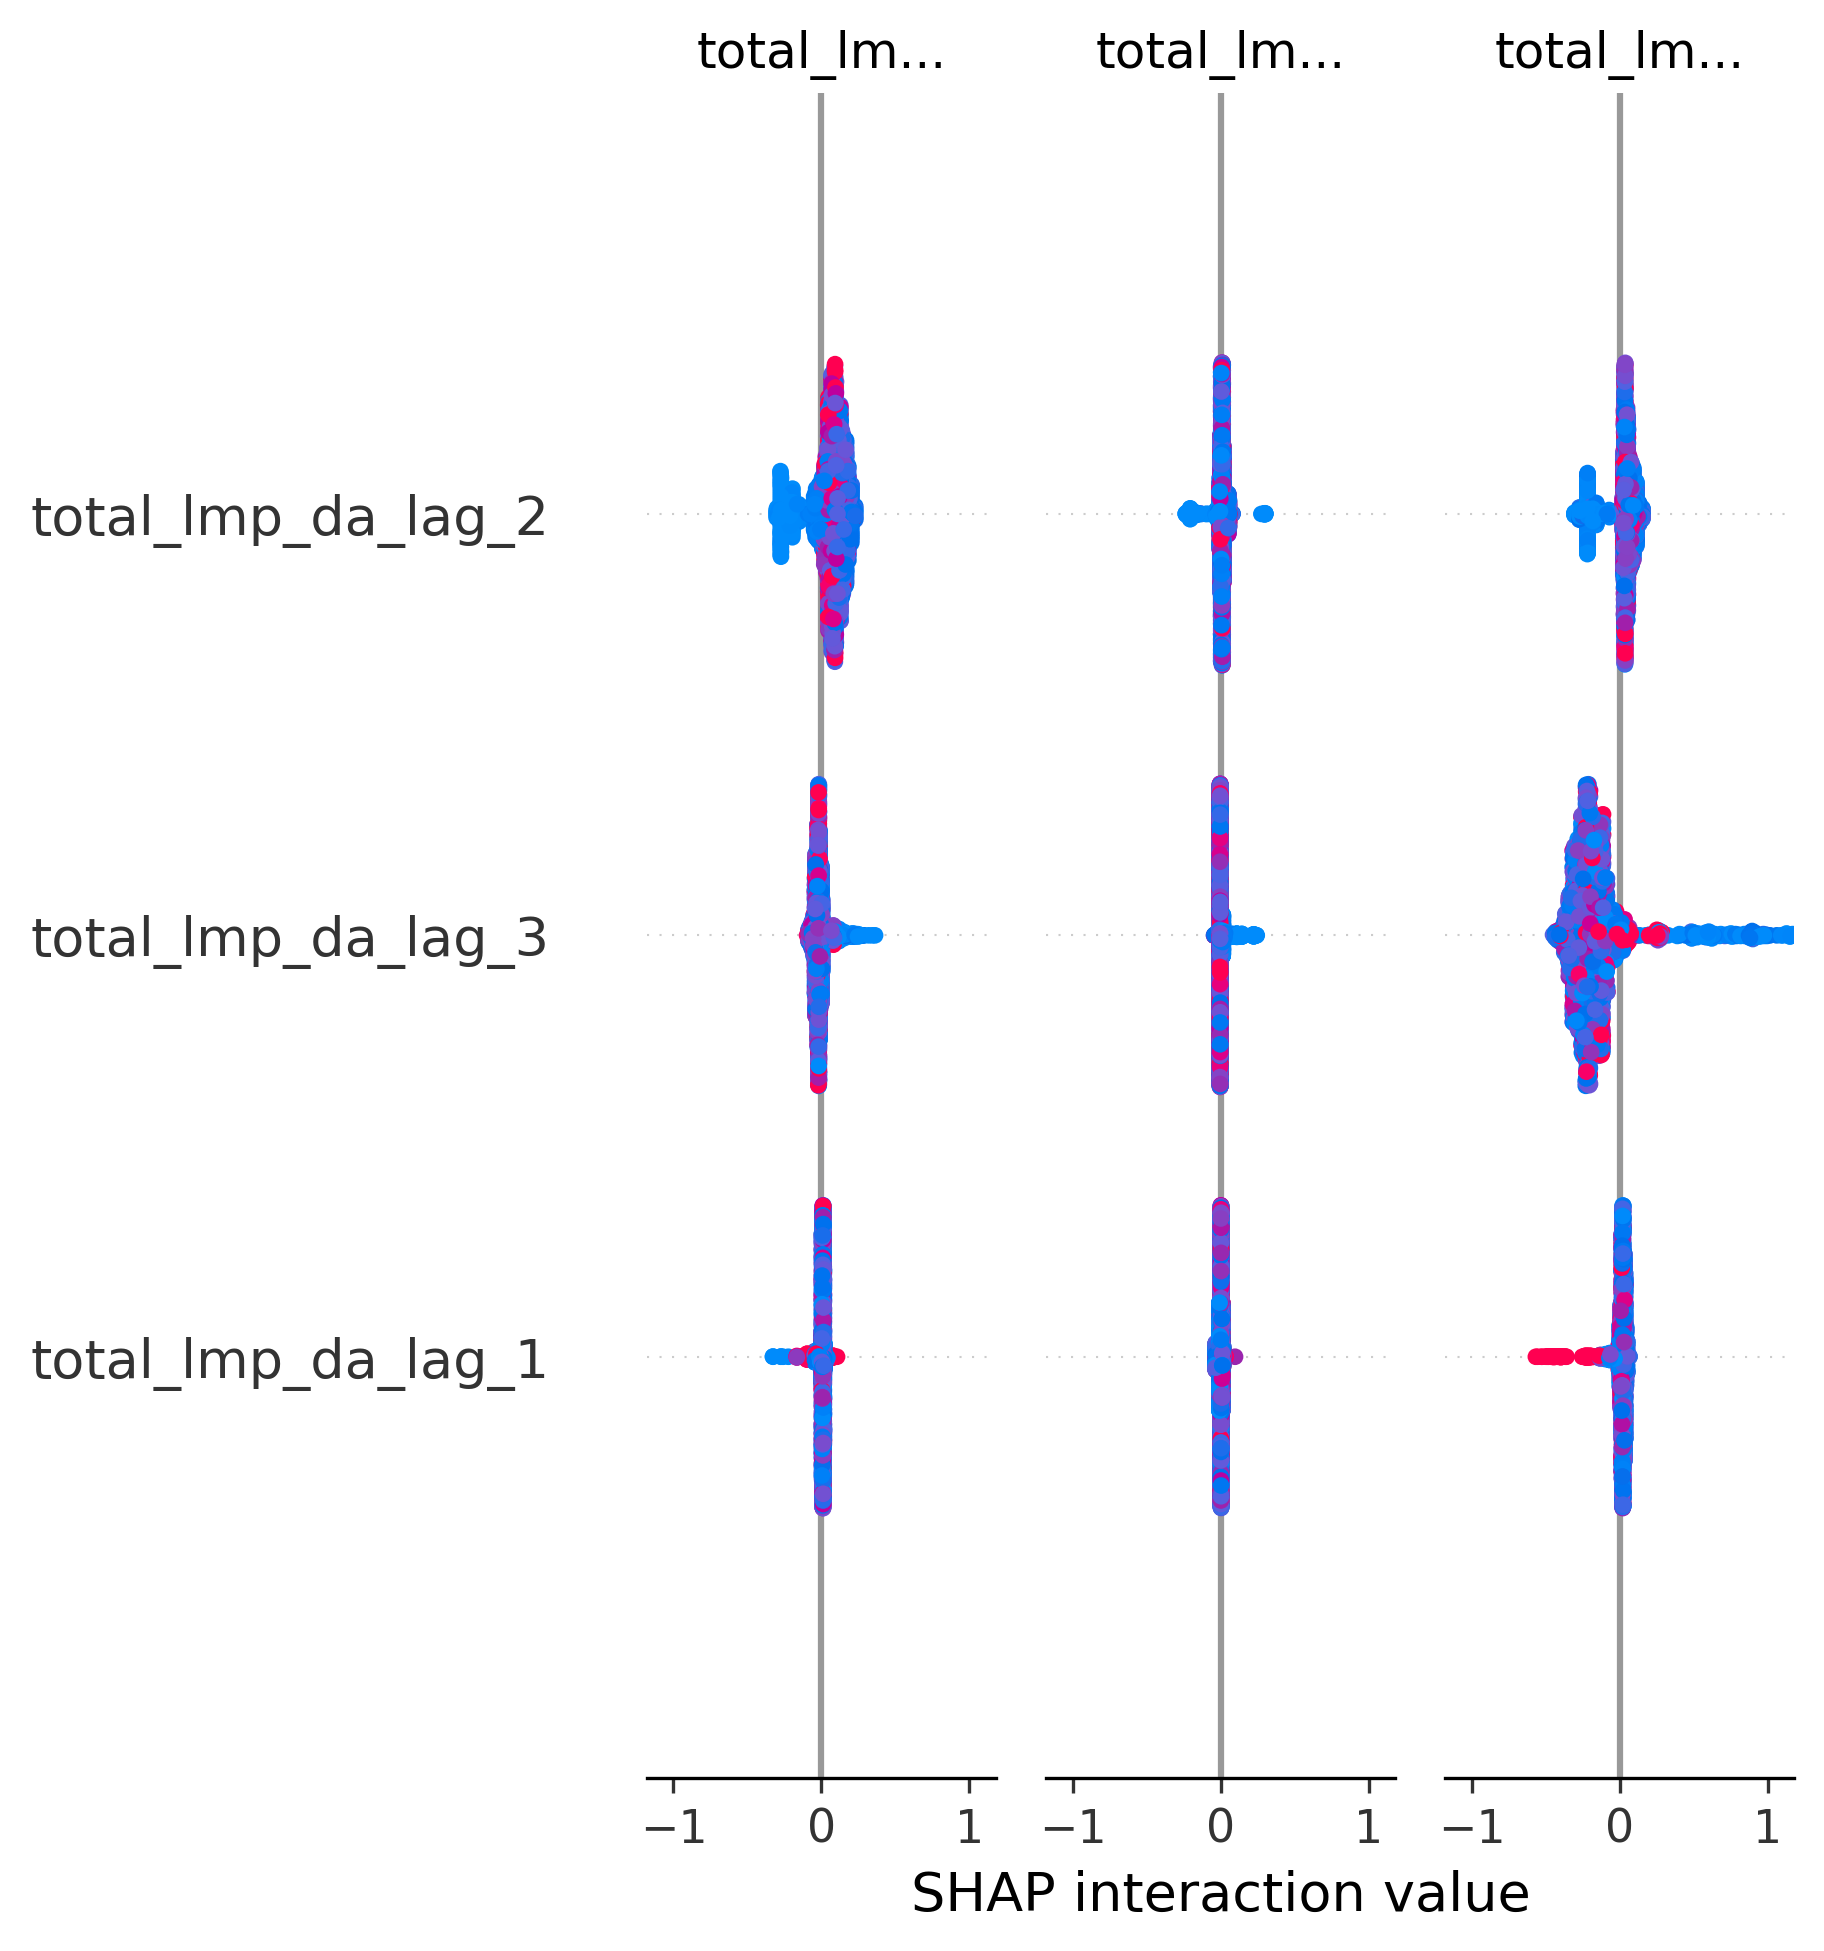 total_lm... total_lm... total_lm...
total_lmp_da_lag_2
total_lmp_da_lag_3
total_lmp_da_lag_1
−1 0 1 −1 0 1 −1 0 1
SHAP interaction value